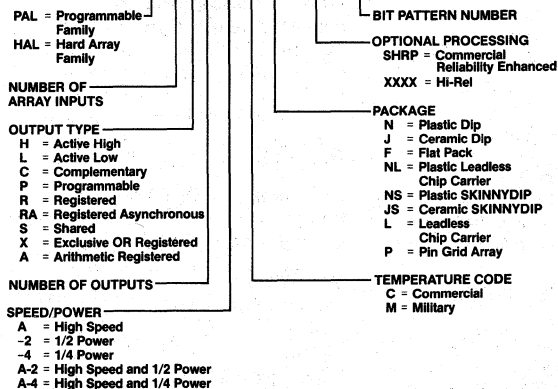 PAL = Programmable
Family
HAL = Hard Array
Family
NUMBER OF
ARRAY INPUTS
OUTPUT TYPE
H = Active High
L = Active Low
C = Complementary
P = Programmable
R = Registered
RA = Registered Asynchronous
S = Shared
X = Exclusive OR Registered
A = Arithmetic Registered
NUMBER OF OUTPUTS
SPEED/POWER
A = High Speed
–2 = 1/2 Power
–4 = 1/4 Power
A-2 = High Speed and 1/2 Power
A-4 = High Speed and 1/4 Power
BIT PATTERN NUMBER
OPTIONAL PROCESSING
SHRP = Commercial
Reliability Enhanced
XXXX = Hi-Rel
PACKAGE
N = Plastic Dip
J = Ceramic Dip
F = Flat Pack
NL = Plastic Leadless
Chip Carrier
NS = Plastic SKINNYDIP
JS = Ceramic SKINNYDIP
L = Leadless
Chip Carrier
P = Pin Grid Array
TEMPERATURE CODE
C = Commercial
M = Military